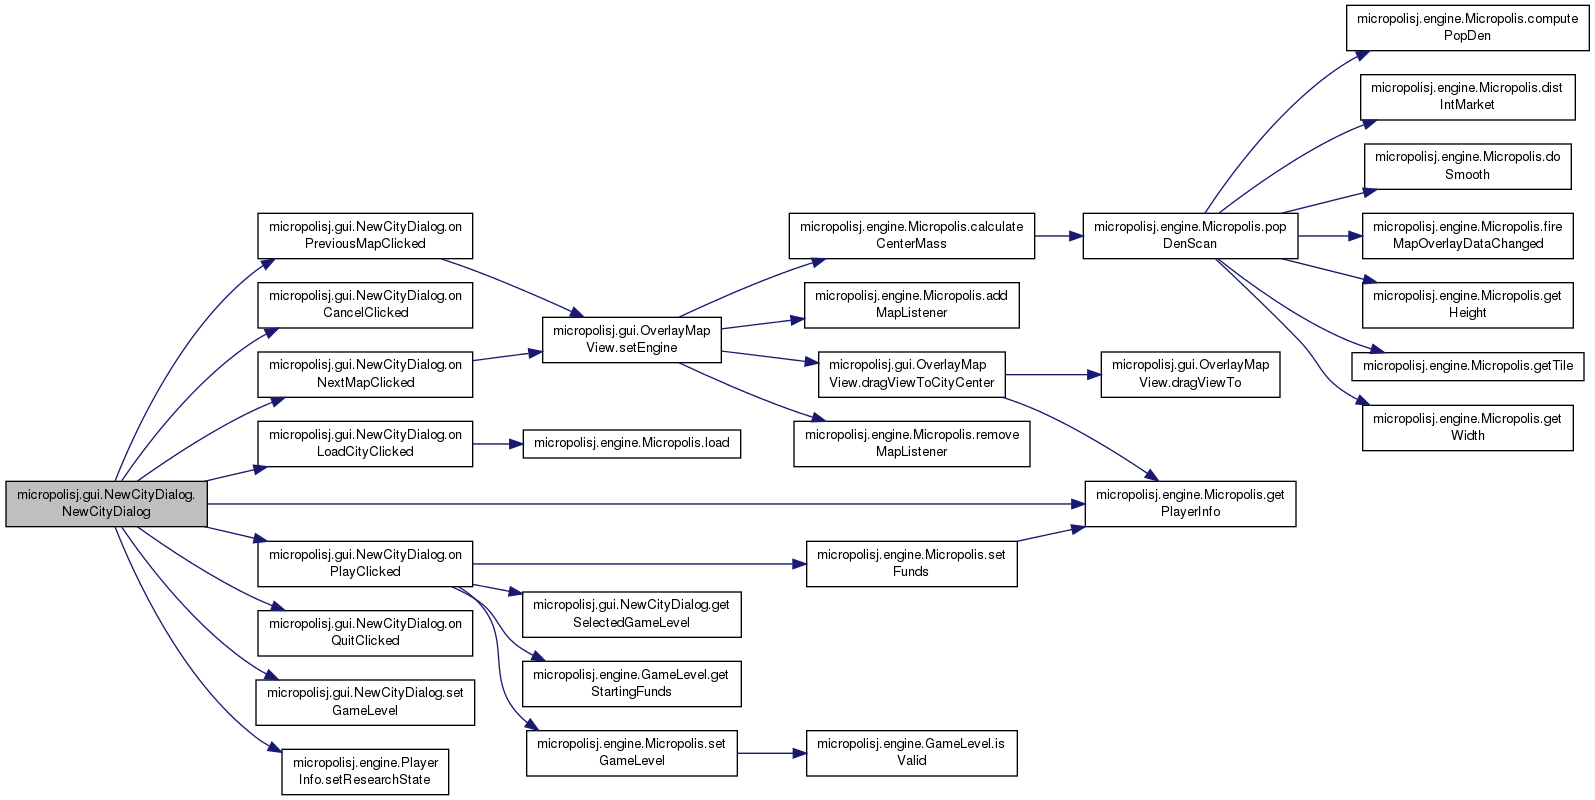 micropolisj.engine.Micropolis.compute
PopDen
micropolisj.engine.Micropolis.dist
IntMarket
micropolisj.engine.Micropolis.do
Smooth
micropolisj.gui.NewCityDialog.on
PreviousMapClicked
micropolisj.engine.Micropolis.calculate
CenterMass
micropolisj.engine.Micropolis.pop
DenScan
micropolisj.engine.Micropolis.fire
MapOverlayDataChanged
micropolisj.gui.NewCityDialog.on
CancelClicked
micropolisj.engine.Micropolis.add
MapListener
micropolisj.engine.Micropolis.get
Height
micropolisj.gui.OverlayMap
View.setEngine
micropolisj.gui.NewCityDialog.on
NextMapClicked
micropolisj.gui.OverlayMap
View.dragViewToCityCenter
micropolisj.gui.OverlayMap
View.dragViewTo
micropolisj.engine.Micropolis.getTile
micropolisj.gui.NewCityDialog.on
LoadCityClicked
micropolisj.engine.Micropolis.load
micropolisj.engine.Micropolis.remove
MapListener
micropolisj.engine.Micropolis.get
Width
micropolisj.gui.NewCityDialog.
NewCityDialog
micropolisj.engine.Micropolis.get
PlayerInfo
micropolisj.gui.NewCityDialog.on
PlayClicked
micropolisj.engine.Micropolis.set
Funds
micropolisj.gui.NewCityDialog.get
SelectedGameLevel
micropolisj.gui.NewCityDialog.on
QuitClicked
micropolisj.engine.GameLevel.get
StartingFunds
micropolisj.gui.NewCityDialog.set
GameLevel
micropolisj.engine.Micropolis.set
GameLevel
micropolisj.engine.GameLevel.is
Valid
micropolisj.engine.Player
Info.setResearchState